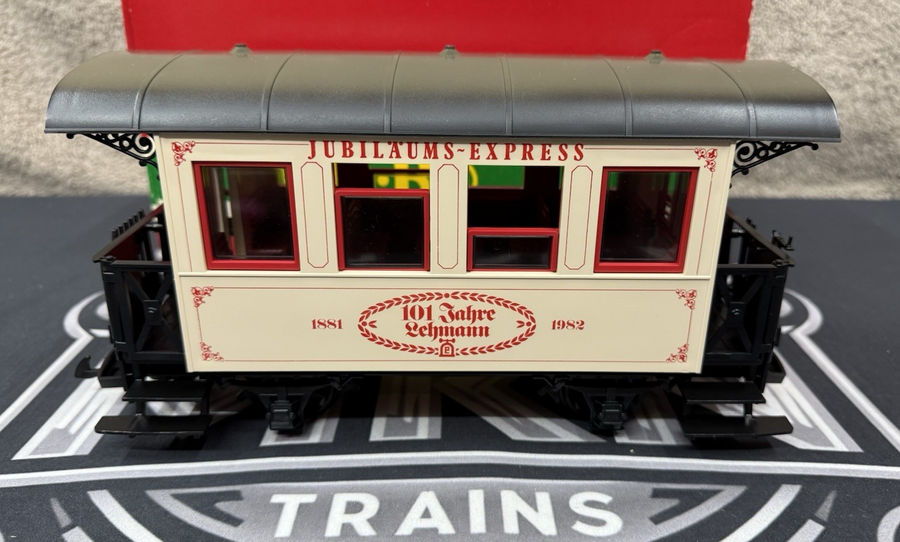 JUBILÄUMS-EXPRESS
1881
101 Jahre
Lehmann
1982
TRAINS